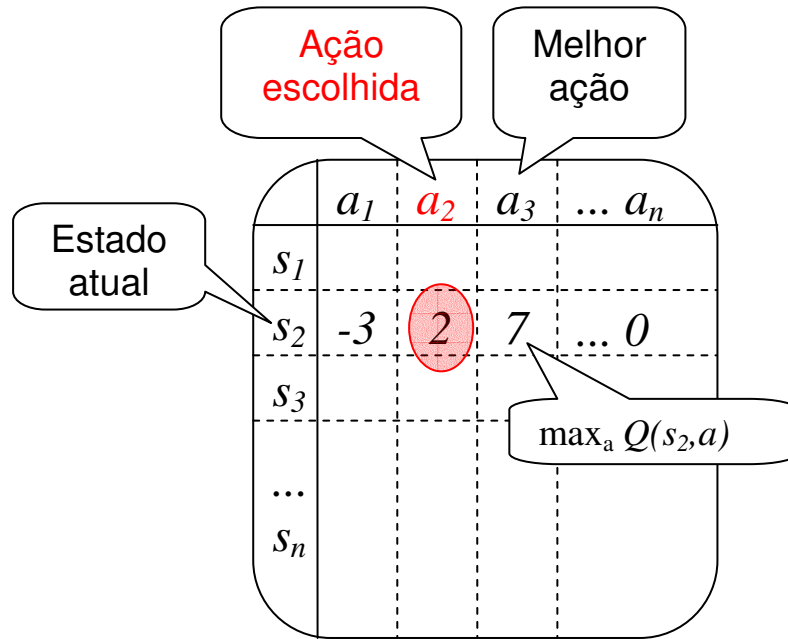 Ação
escolhida
Melhor
ação
a1 a2 a3 ... an
Estado
atual
s1
s2 -3 2 7 ... 0
s3
maxa Q(s2,a)
...
sn